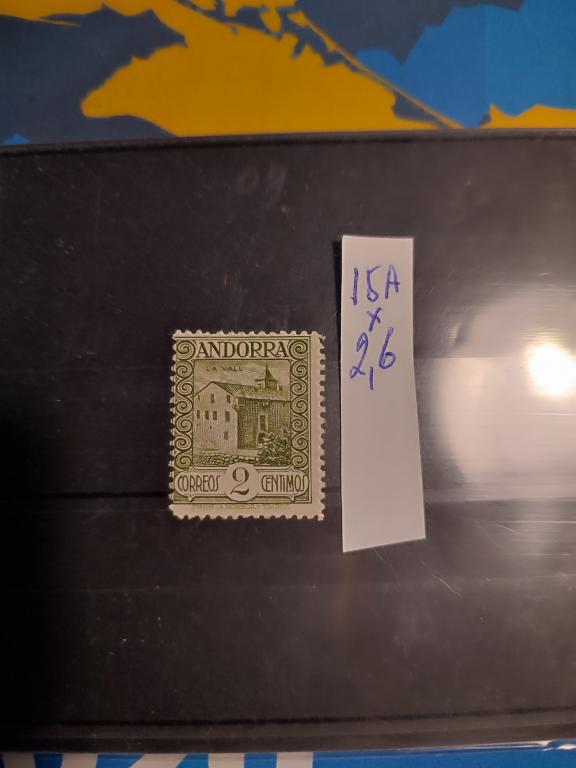 15A
x
2,6
ANDORRA
LA VALL
CORREOS 2 CENTIMOS